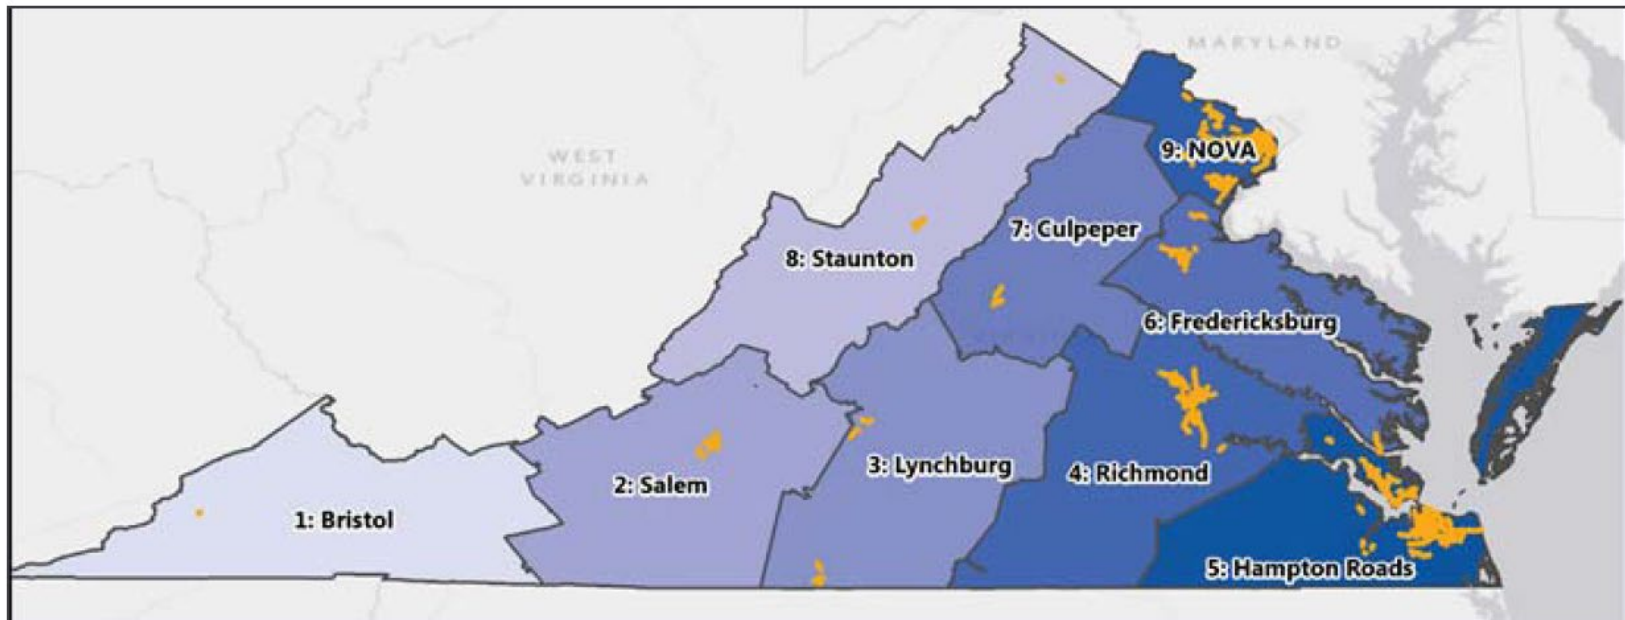 MARYLAND
WEST
VIRGINIA
9: NOVA
7: Culpeper
8: Staunton
6: Fredericksburg
3: Lynchburg
4: Richmond
2: Salem
1: Bristol
5: Hampton Roads